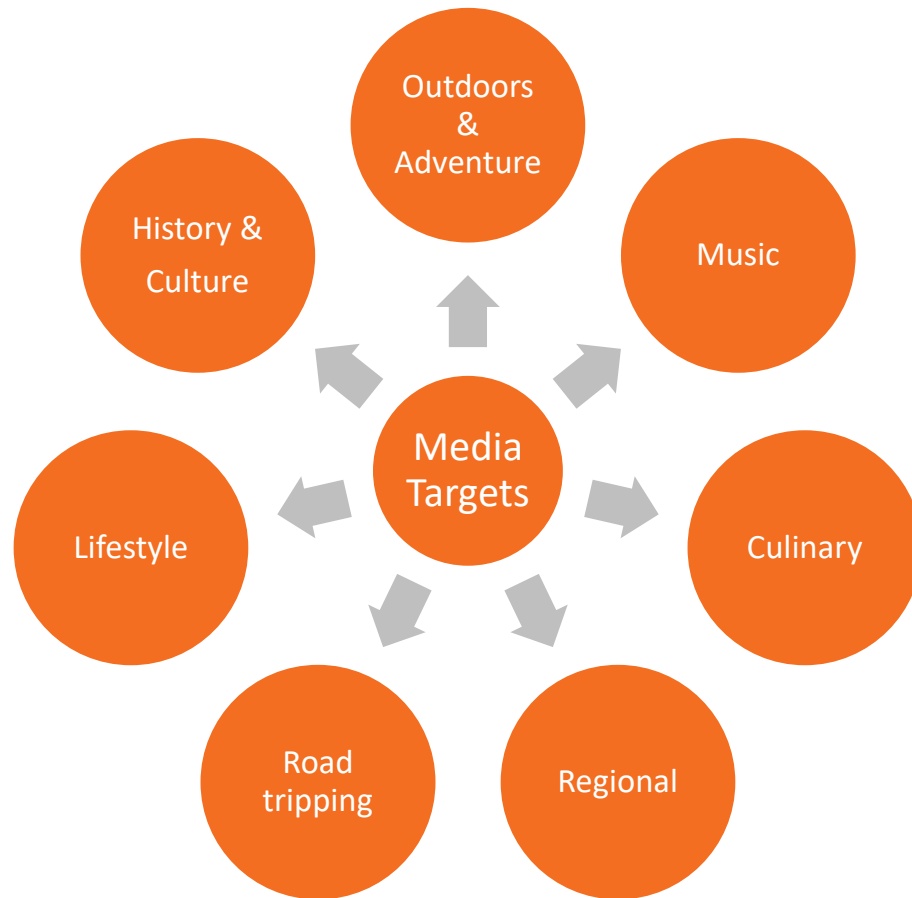 Outdoors
&
Adventure
Music
Culinary
Regional
Road
tripping
Lifestyle
History &
Culture
Media
Targets